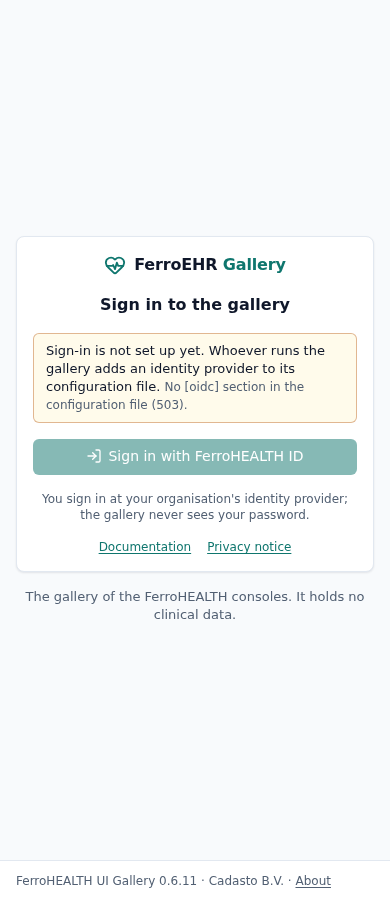 FerroEHR Gallery
Sign in to the gallery
Sign-in is not set up yet. Whoever runs the
gallery adds an identity provider to its
configuration file. No [oidc] section in the
configuration file (503).
Sign in with FerroHEALTH ID
You sign in at your organisation's identity provider;
the gallery never sees your password.
Documentation Privacy notice
The gallery of the FerroHEALTH consoles. It holds no
clinical data.
FerroHEALTH UI Gallery 0.6.11 · Cadasto B.V. · About